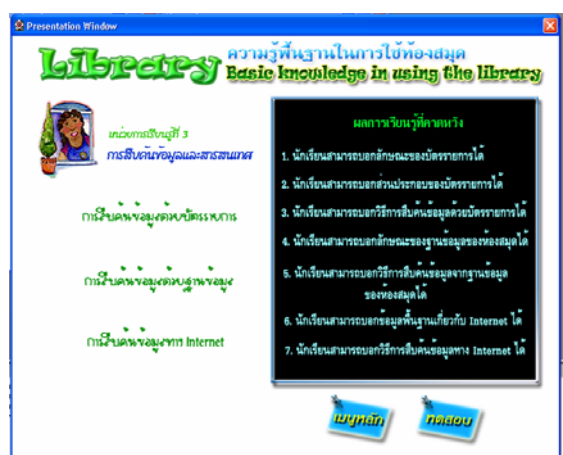 Presentation Window
Library
ความรู้พื้นฐานในการใช้ห้องสมุด
Basic knowledge in using the library
หน่วยการเรียนรู้ที่ 3
การสืบค้นข้อมูลและสารสนเทศ
การสืบค้นข้อมูลด้วยบัตรรายการ
การสืบค้นข้อมูลด้วยฐานข้อมูล
การสืบค้นข้อมูลทาง Internet
ผลการเรียนรู้ที่คาดหวัง
1. นักเรียนสามารถบอกลักษณะของบัตรรายการได้
2. นักเรียนสามารถบอกส่วนประกอบของบัตรรายการได้
3. นักเรียนสามารถบอกวิธีการสืบค้นข้อมูลด้วยบัตรรายการได้
4. นักเรียนสามารถบอกลักษณะของฐานข้อมูลของห้องสมุดได้
5. นักเรียนสามารถบอกวิธีการสืบค้นข้อมูลจากฐานข้อมูล
ของห้องสมุดได้
6. นักเรียนสามารถบอกข้อมูลพื้นฐานเกี่ยวกับ Internet ได้
7. นักเรียนสามารถบอกวิธีการสืบค้นข้อมูลทาง Internet ได้
เมนูหลัก
ทดสอบ